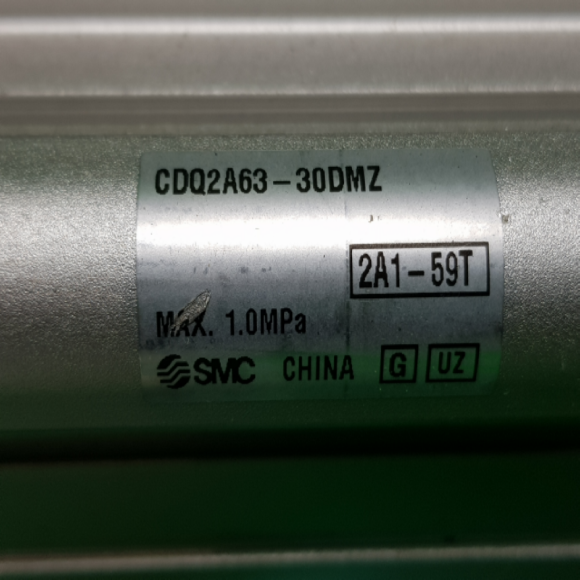 CDQ2A63-30DMZ
2A1-59T
MAX. 1.0MPa
SMC CHINA G UZ